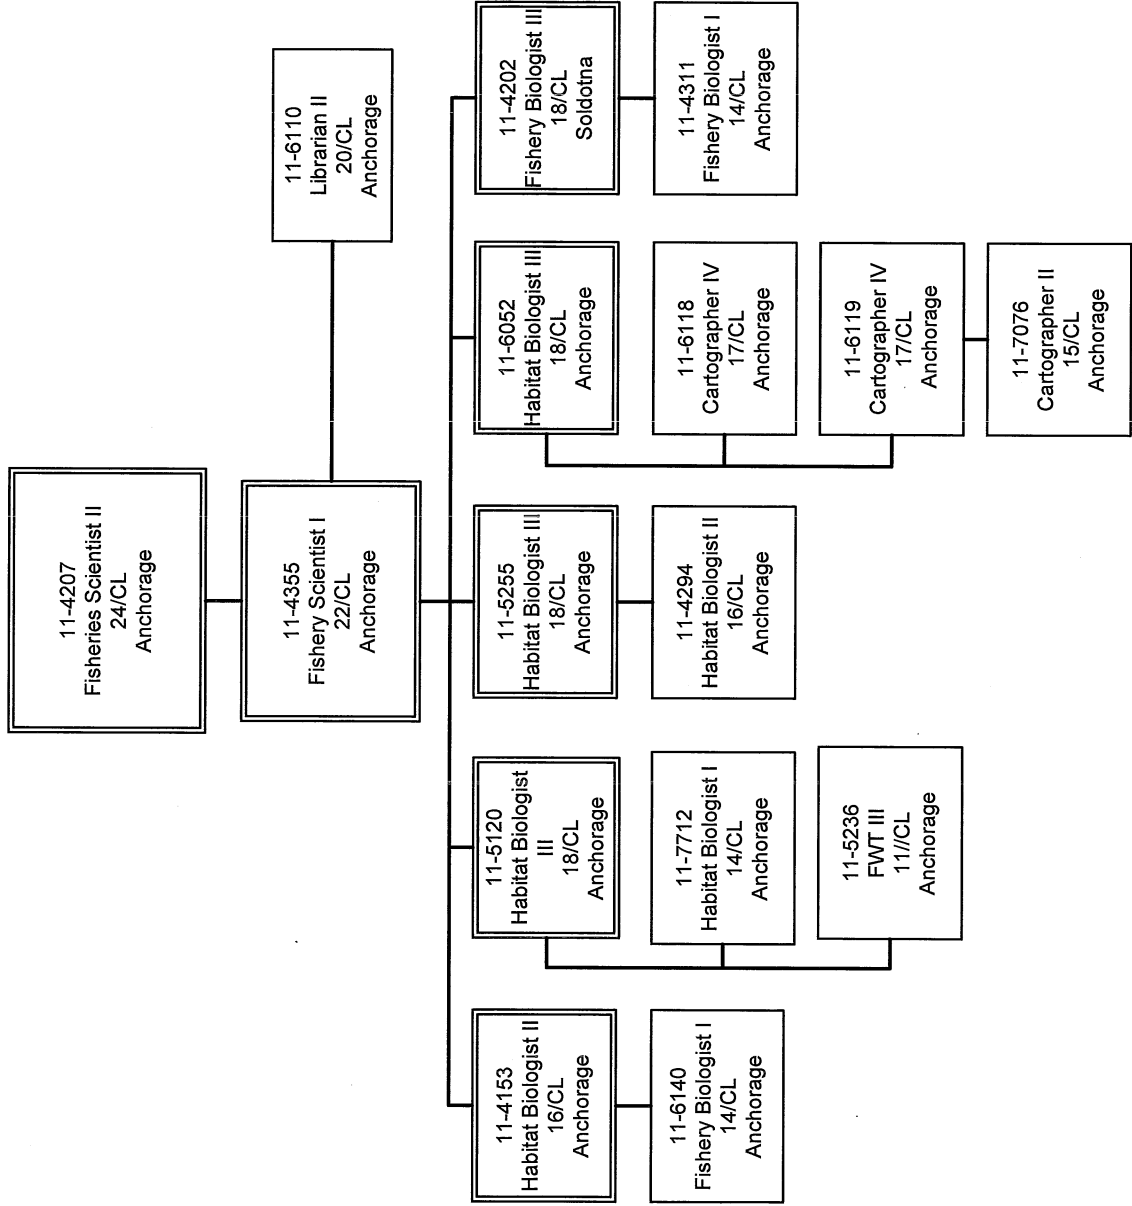 11-4207
Fisheries Scientist II
24/CL
Anchorage
11-4355
Fishery Scientist I
22/CL
Anchorage
11-6110
Librarian II
20/CL
Anchorage
11-4153
Habitat Biologist II
16/CL
Anchorage
11-6140
Fishery Biologist I
14/CL
Anchorage
11-5120
Habitat Biologist
III
18/CL
Anchorage
11-7712
Habitat Biologist I
14/CL
Anchorage
11-5236
FWT III
11//CL
Anchorage
11-5255
Habitat Biologist III
18/CL
Anchorage
11-4294
Habitat Biologist II
16/CL
Anchorage
11-6052
Habitat Biologist III
18/CL
Anchorage
11-6118
Cartographer IV
17/CL
Anchorage
11-6119
Cartographer IV
17/CL
Anchorage
11-7076
Cartographer II
15/CL
Anchorage
11-4202
Fishery Biologist III
18/CL
Soldotna
11-4311
Fishery Biologist I
14/CL
Anchorage